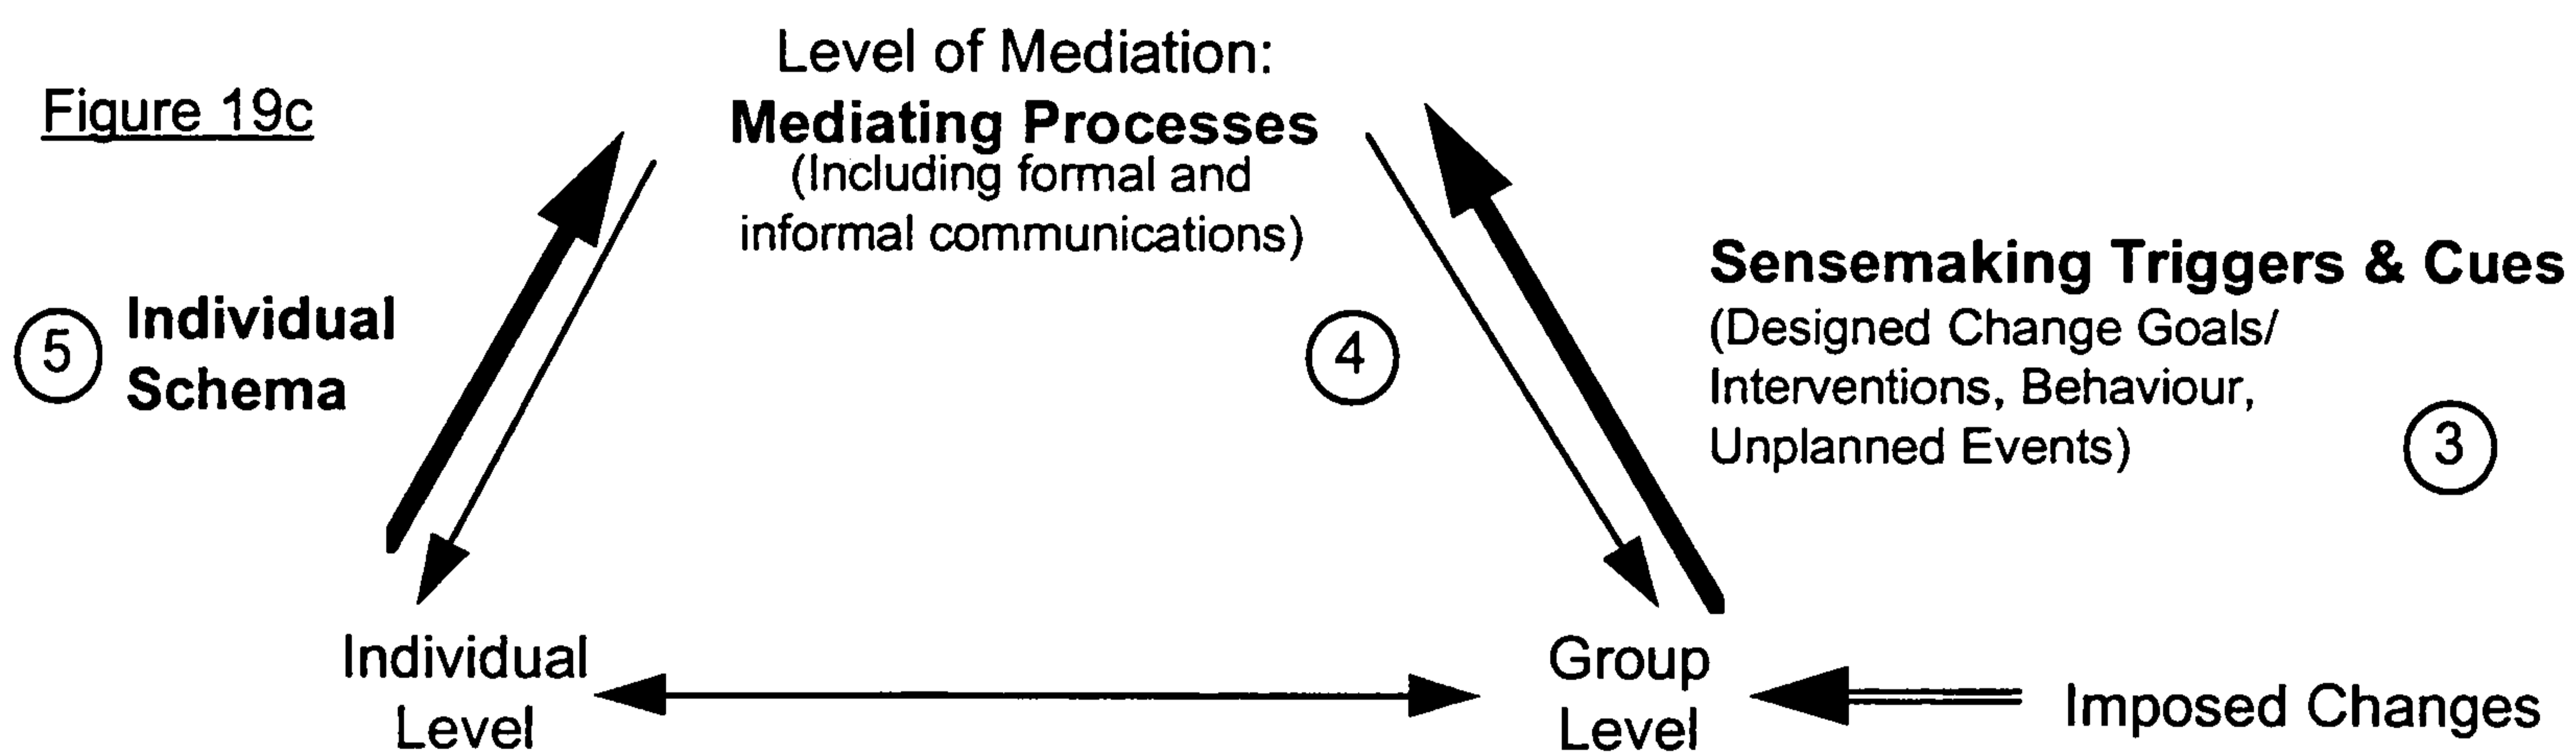 Figure 19c
Level of Mediation:
Mediating Processes
(Including formal and
informal communications)
5
Individual
Schema
4
Sensemaking Triggers & Cues
(Designed Change Goals/
Interventions, Behaviour,
Unplanned Events)
3
Individual
Level
Group
Level
Imposed Changes